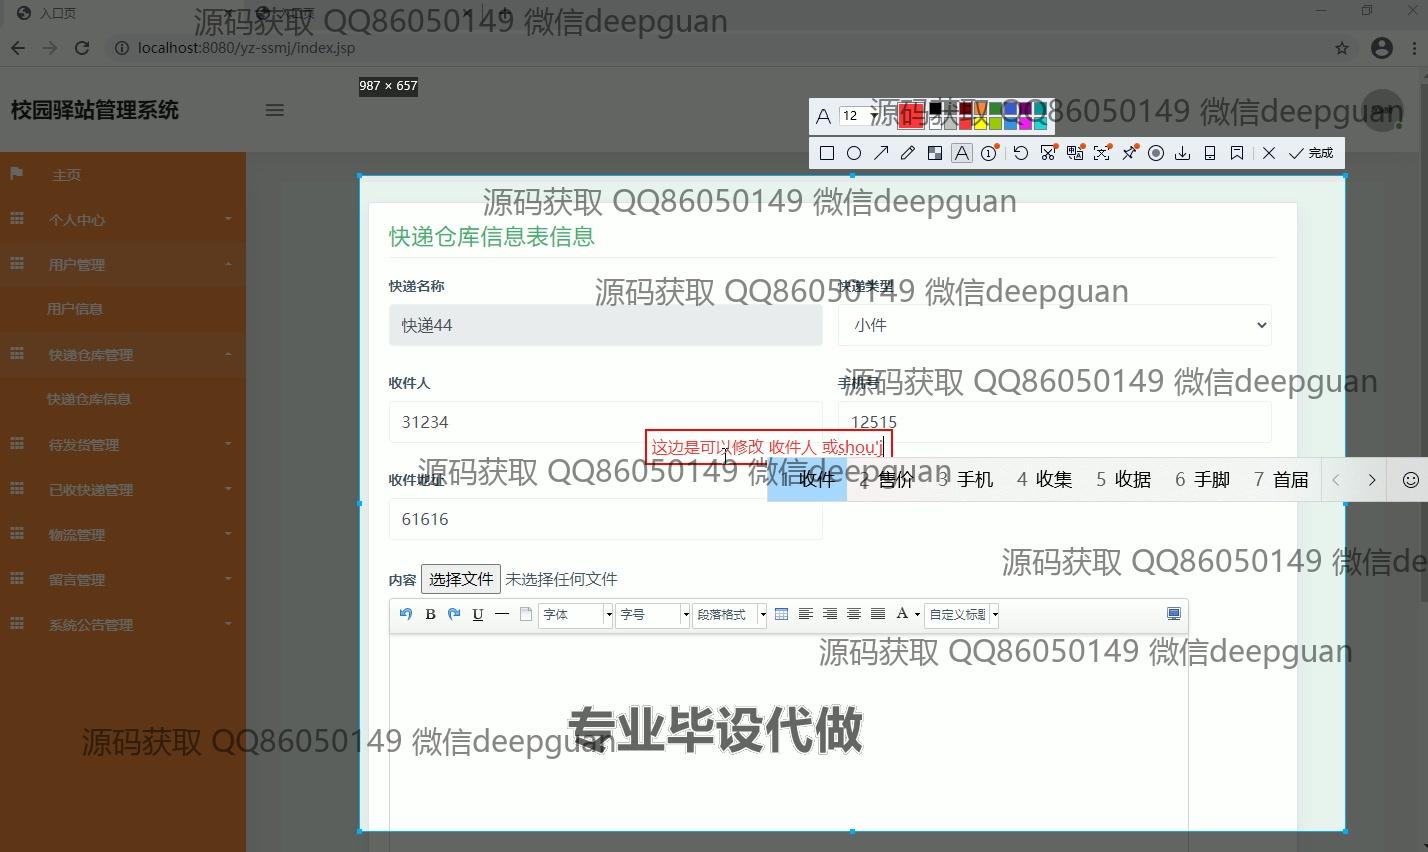 入口页
入口页
源码获取 QQ86050149 微信deepguan
localhost:8080/yz-ssmj/index.jsp
987 × 657
校园驿站管理系统
12
源码获取 QQ86050149 微信deepguan
完成
主页
个人中心
用户管理
用户信息
快递仓库管理
快递仓库信息
待发货管理
已收快递管理
物流管理
留言管理
系统公告管理
源码获取 QQ86050149 微信deepguan
快递仓库信息表信息
快递名称
快递类型
源码获取 QQ86050149 微信deepguan
快递44
小件
收件人
手机号
源码获取 QQ86050149 微信deepguan
31234
12515
这边是可以修改 收件人 或shou'j
收件地址
源码获取 QQ86050149 微信deepguan
收件 2 售价 3 手机 4 收集 5 收据 6 手脚 7 首届
61616
源码获取 QQ86050149 微信de
内容 选择文件 未选择任何文件
B U 字体 字号 段落格式 A 自定义标题
源码获取 QQ86050149 微信deepguan
专业毕设代做
源码获取 QQ86050149 微信deepguan